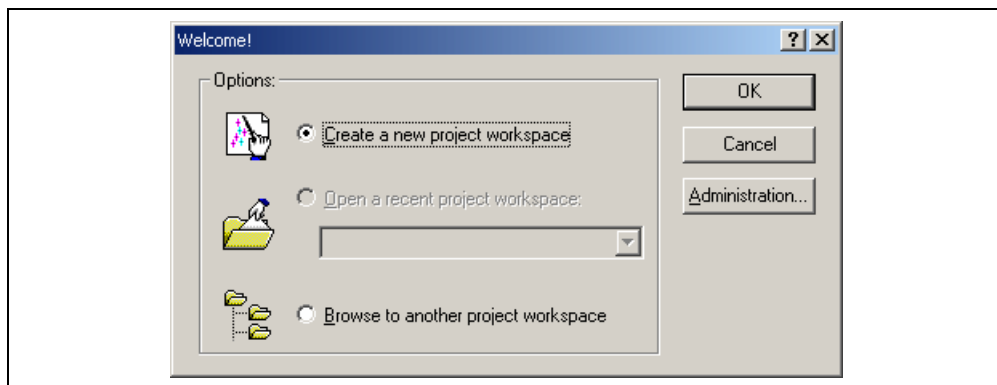 Welcome!
Options:
Create a new project workspace
Open a recent project workspace:
Browse to another project workspace
OK
Cancel
Administration...